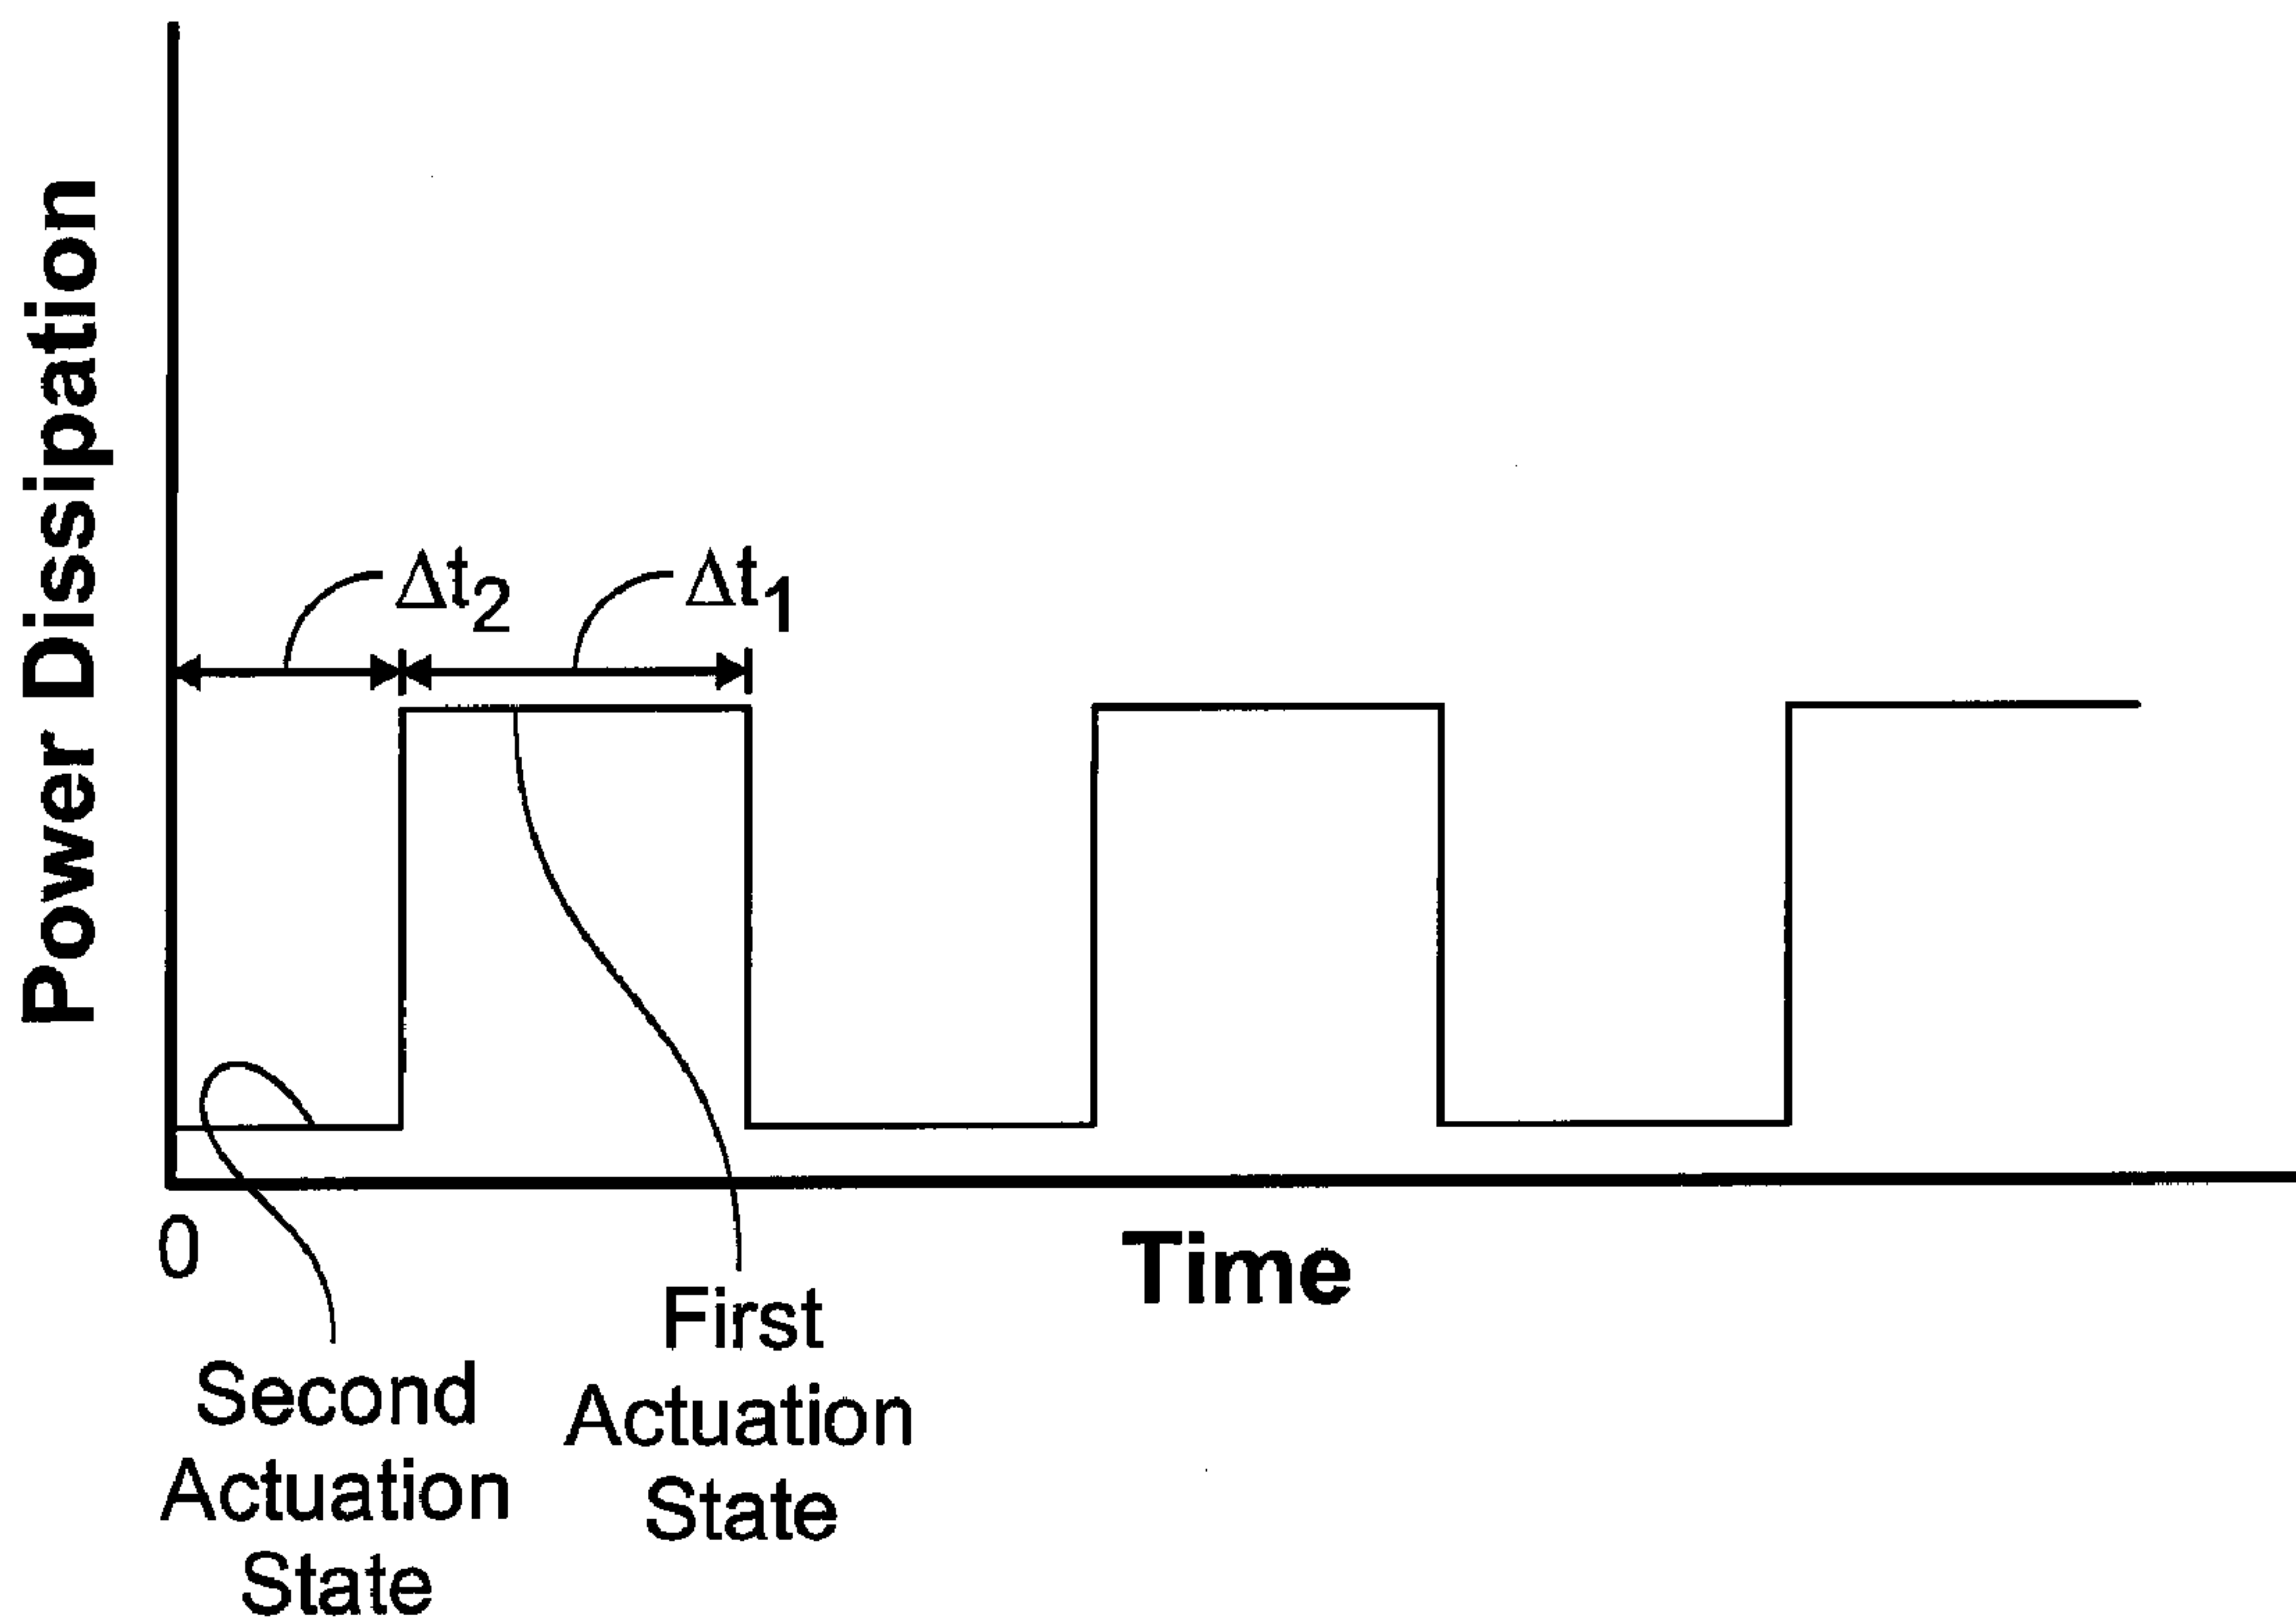 Power Dissipation
Δt2
Δt1
0
Time
First
Actuation
State
Second
Actuation
State